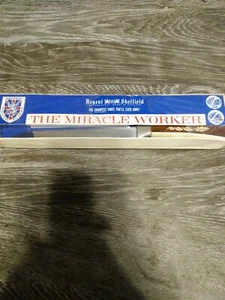 Regent Sheffield
THE SHARPEST KNIFE YOU'LL EVER OWN!
THE MIRACLE WORKER